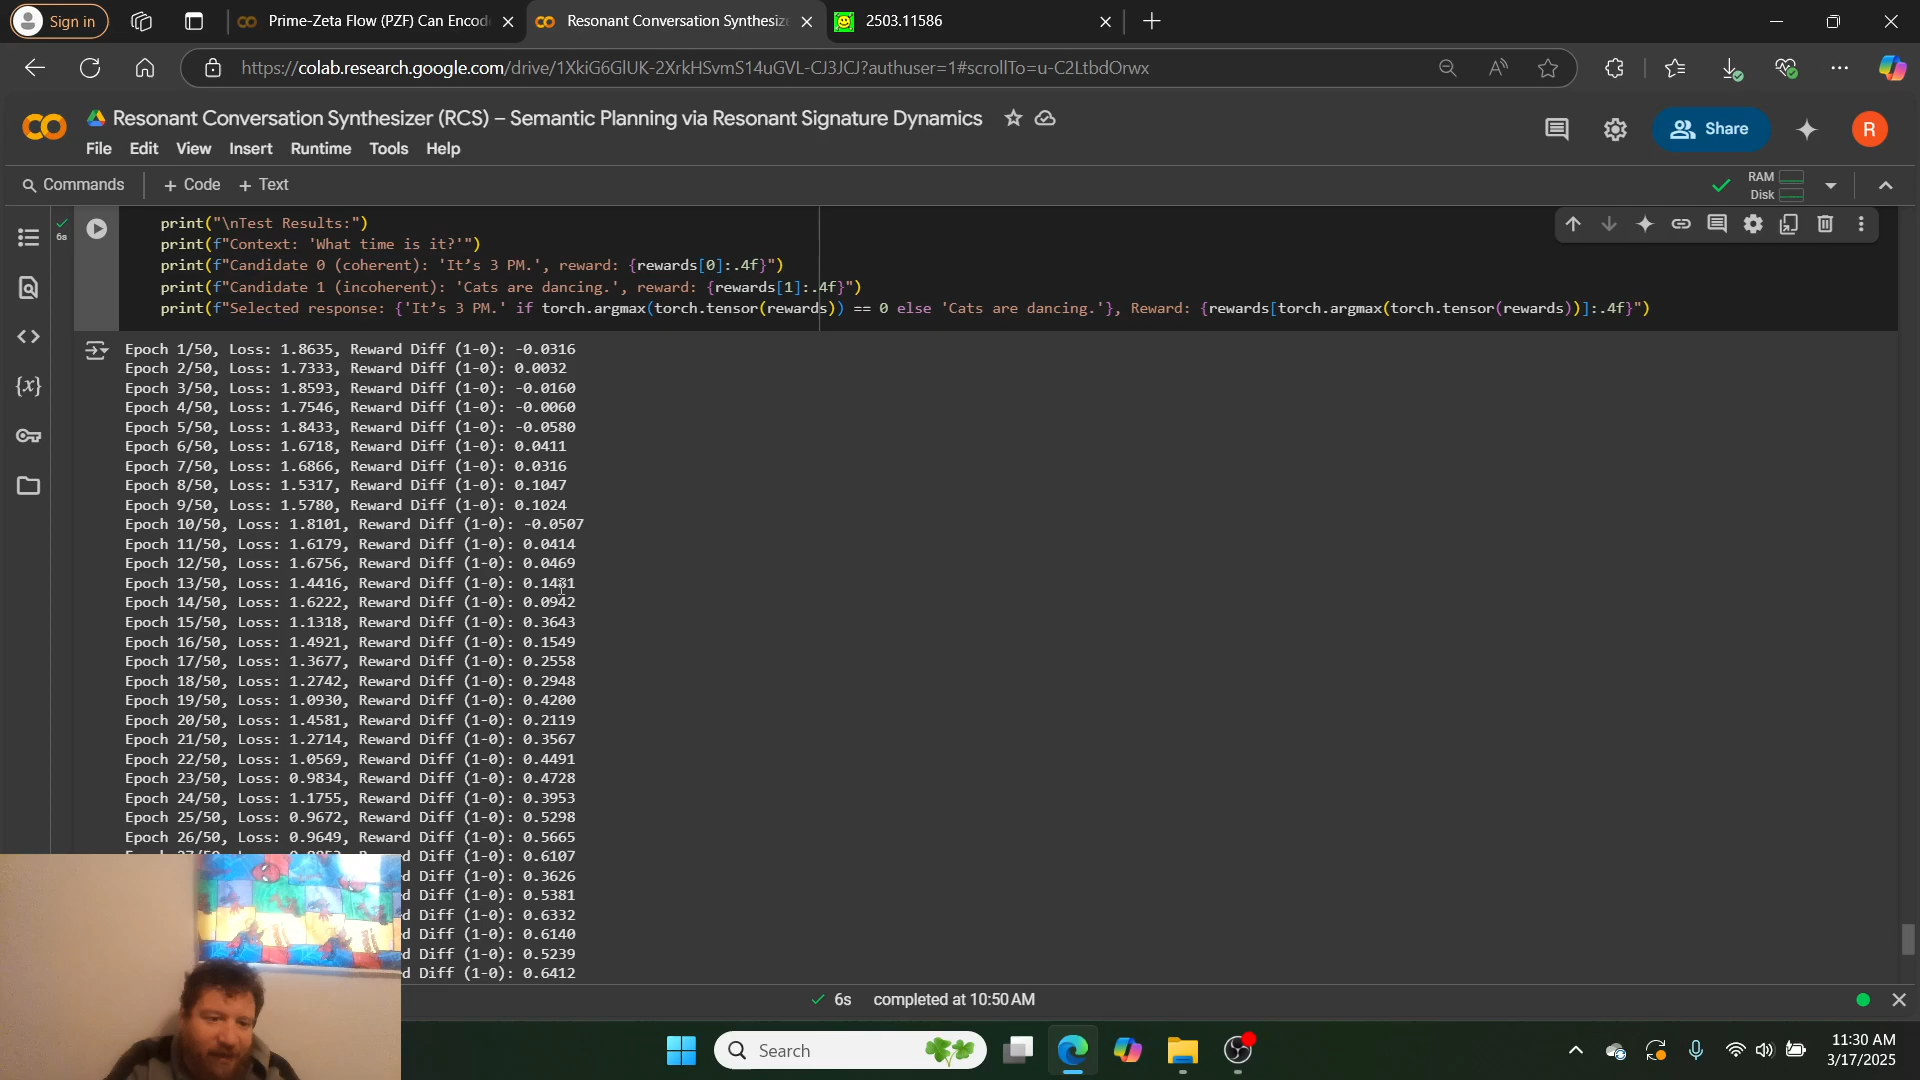 Sign in
Prime-Zeta Flow (PZF) Can Encod
Resonant Conversation Synthesize
2503.11586
https://colab.research.google.com/drive/1XkiG6GlUK-2XrkHSvmS14uGVL-CJ3JCJ?authuser=1#scrollTo=u-C2LtbdOrwx
Resonant Conversation Synthesizer (RCS) – Semantic Planning via Resonant Signature Dynamics
Share
R
File Edit View Insert Runtime Tools Help
Commands
+ Code + Text
RAM
Disk
6s
print("\nTest Results:")
print(f"Context: 'What time is it?'")
print(f"Candidate 0 (coherent): 'It’s 3 PM.', reward: {rewards[0]:.4f}")
print(f"Candidate 1 (incoherent): 'Cats are dancing.', reward: {rewards[1]:.4f}")
print(f"Selected response: {'It’s 3 PM.' if torch.argmax(torch.tensor(rewards)) == 0 else 'Cats are dancing.'}, Reward: {rewards[torch.argmax(torch.tensor(rewards))]:.4f}")
Epoch 1/50, Loss: 1.8635, Reward Diff (1-0): -0.0316
Epoch 2/50, Loss: 1.7333, Reward Diff (1-0): 0.0032
Epoch 3/50, Loss: 1.8593, Reward Diff (1-0): -0.0160
Epoch 4/50, Loss: 1.7546, Reward Diff (1-0): -0.0060
Epoch 5/50, Loss: 1.8433, Reward Diff (1-0): -0.0580
Epoch 6/50, Loss: 1.6718, Reward Diff (1-0): 0.0411
Epoch 7/50, Loss: 1.6866, Reward Diff (1-0): 0.0316
Epoch 8/50, Loss: 1.5317, Reward Diff (1-0): 0.1047
Epoch 9/50, Loss: 1.5780, Reward Diff (1-0): 0.1024
Epoch 10/50, Loss: 1.8101, Reward Diff (1-0): -0.0507
Epoch 11/50, Loss: 1.6179, Reward Diff (1-0): 0.0414
Epoch 12/50, Loss: 1.6756, Reward Diff (1-0): 0.0469
Epoch 13/50, Loss: 1.4416, Reward Diff (1-0):
Epoch 14/50, Loss: 1.6222, Reward Diff (1-0): 0.0942
Epoch 15/50, Loss: 1.1318, Reward Diff (1-0): 0.3643
Epoch 16/50, Loss: 1.4921, Reward Diff (1-0): 0.1549
Epoch 17/50, Loss: 1.3677, Reward Diff (1-0): 0.2558
Epoch 18/50, Loss: 1.2742, Reward Diff (1-0): 0.2948
Epoch 19/50, Loss: 1.0930, Reward Diff (1-0): 0.4200
Epoch 20/50, Loss: 1.4581, Reward Diff (1-0): 0.2119
Epoch 21/50, Loss: 1.2714, Reward Diff (1-0): 0.3567
Epoch 22/50, Loss: 1.0569, Reward Diff (1-0): 0.4491
Epoch 23/50, Loss: 0.9834, Reward Diff (1-0): 0.4728
Epoch 24/50, Loss: 1.1755, Reward Diff (1-0): 0.3953
Epoch 25/50, Loss: 0.9672, Reward Diff (1-0): 0.5298
Epoch 26/50, Loss: 0.9649, Reward Diff (1-0): 0.5665
d Diff (1-0): 0.6107
d Diff (1-0): 0.3626
d Diff (1-0): 0.5381
d Diff (1-0): 0.6332
d Diff (1-0): 0.6140
d Diff (1-0): 0.5239
d Diff (1-0): 0.6412
6s completed at 10:50 AM
Search
11:30 AM
3/17/2025